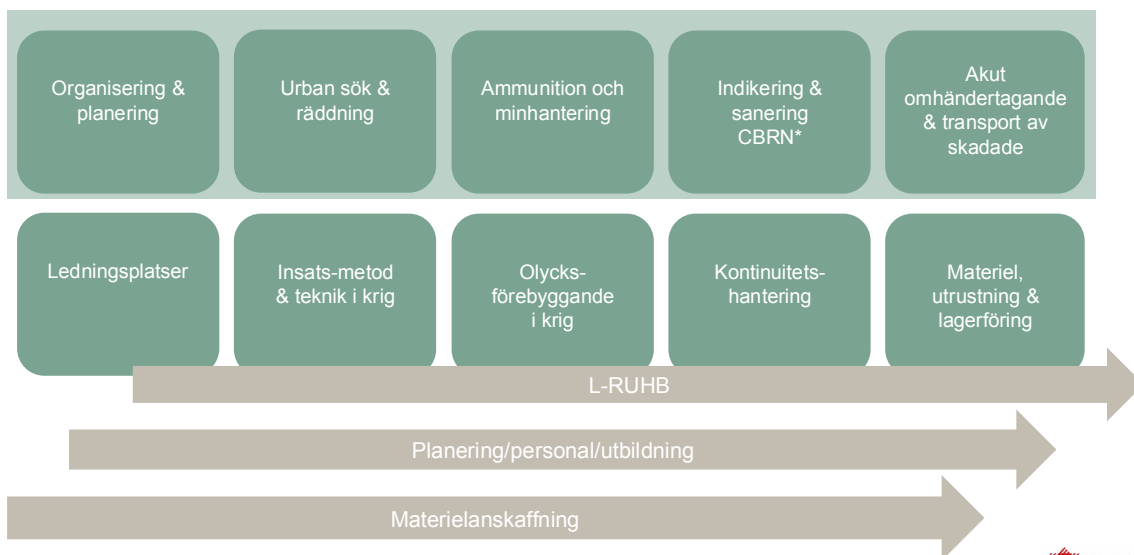 Organisering &
planering
Urban sök &
räddning
Ammunition och
minhantering
Indikering &
sanering
CBRN*
Akut
omhändertagande
& transport av
skadade
Ledningsplatser
Insats-metod
& teknik i krig
Olycks-
förebyggande
i krig
Kontinuitets-
hantering
Materiel,
utrustning &
lagerföring
L-RUHB
Planering/personal/utbildning
Materielanskaffning